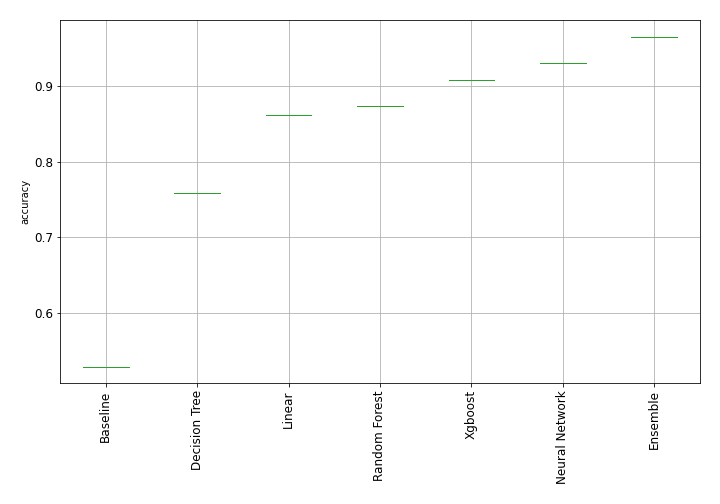 accuracy
0.9
0.8
0.7
0.6
Baseline
Decision Tree
Linear
Random Forest
Xgboost
Neural Network
Ensemble